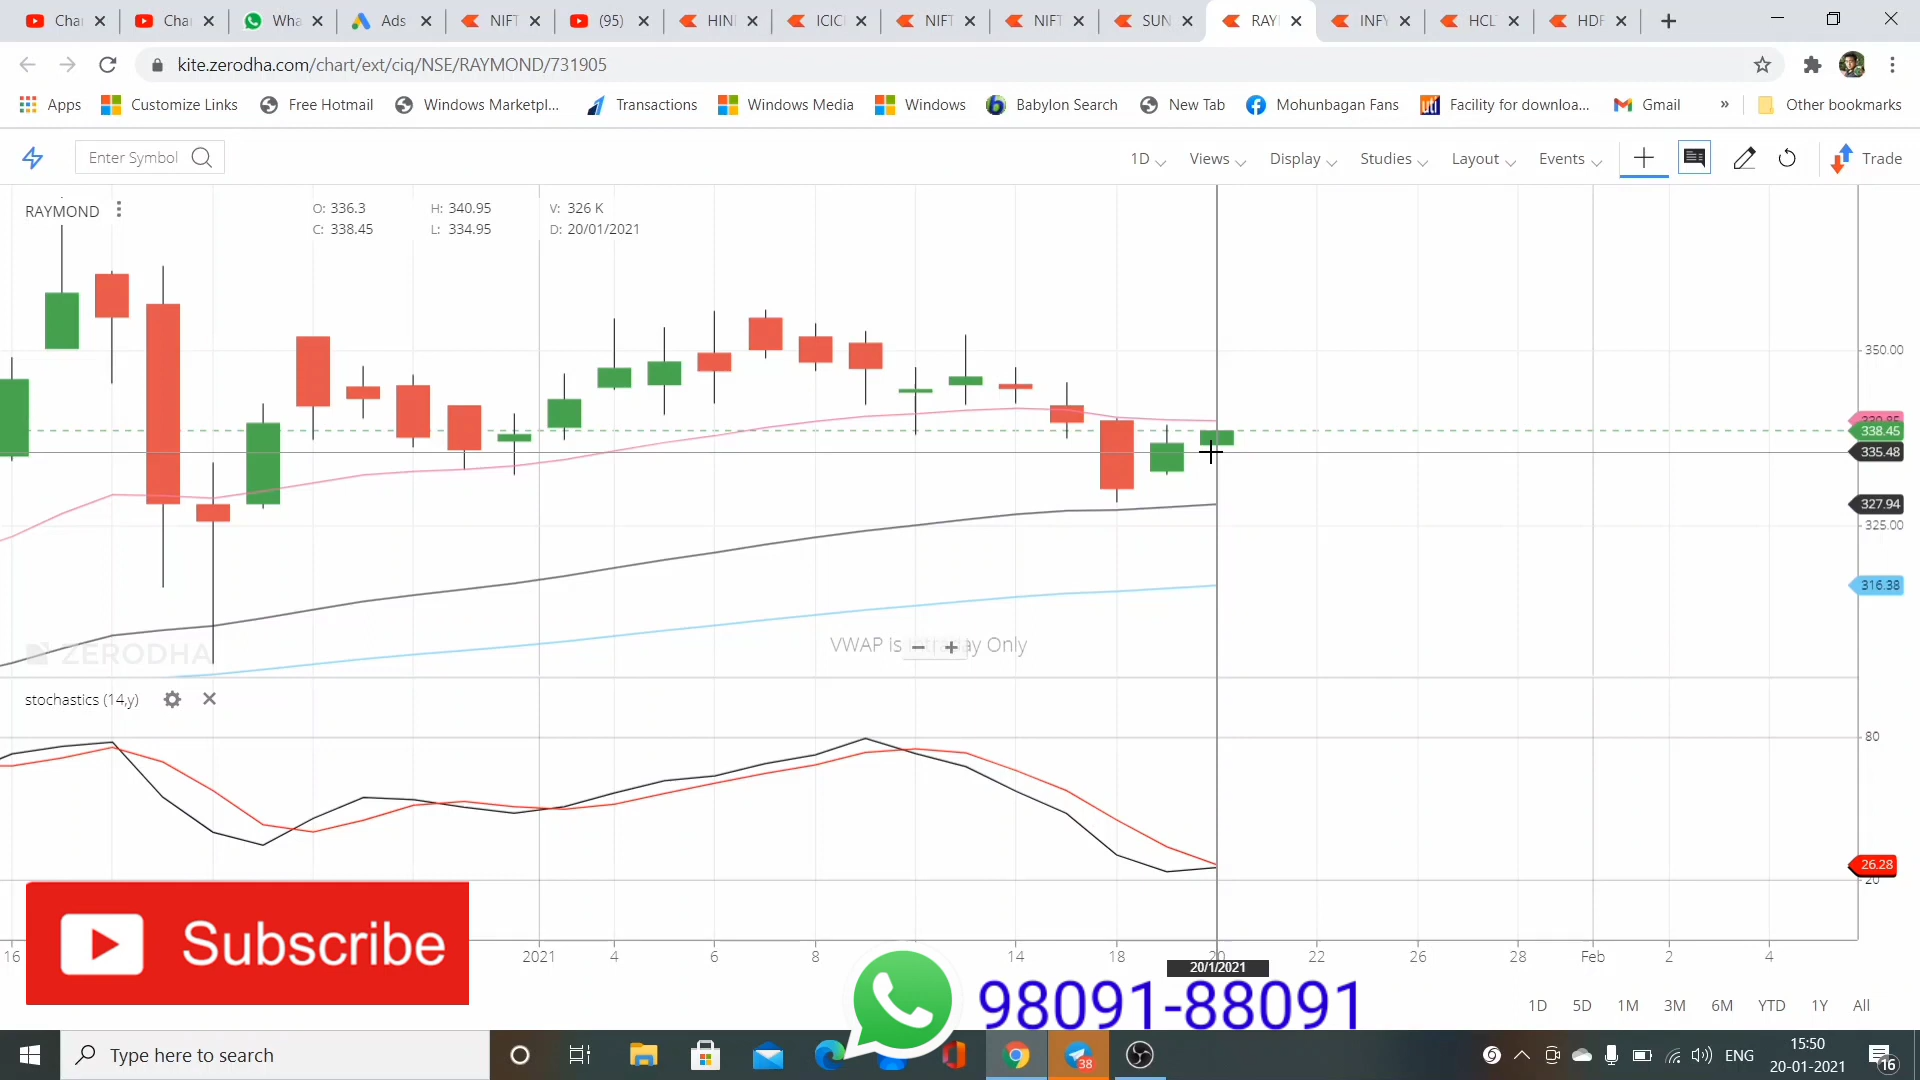 Cha Cha Wha Ads NIFT (95) HINI ICIC NIFT NIFT SUN RAY INFY HCL HDF
kite.zerodha.com/chart/ext/ciq/NSE/RAYMOND/731905
Apps Customize Links Free Hotmail Windows Marketpl... Transactions Windows Media Windows Babylon Search New Tab Mohunbagan Fans Facility for downloa... Gmail » Other bookmarks
Enter Symbol 1D Views Display Studies Layout Events Trade
RAYMOND O: 336.3 H: 340.95 V: 326 K
C: 338.45 L: 334.95 D: 20/01/2021
350.00
338.45
335.48
327.94
325.00
316.38
ZERODHA
VWAP is ay Only
stochastics (14,y)
80
26.28
20
Subscribe
16 2021 4 6 8 14 18 20 22 26 28 Feb 2 4
20/1/2021
98091-88091
1D 5D 1M 3M 6M YTD 1Y All
Type here to search
38
ENG
15:50
20-01-2021
16